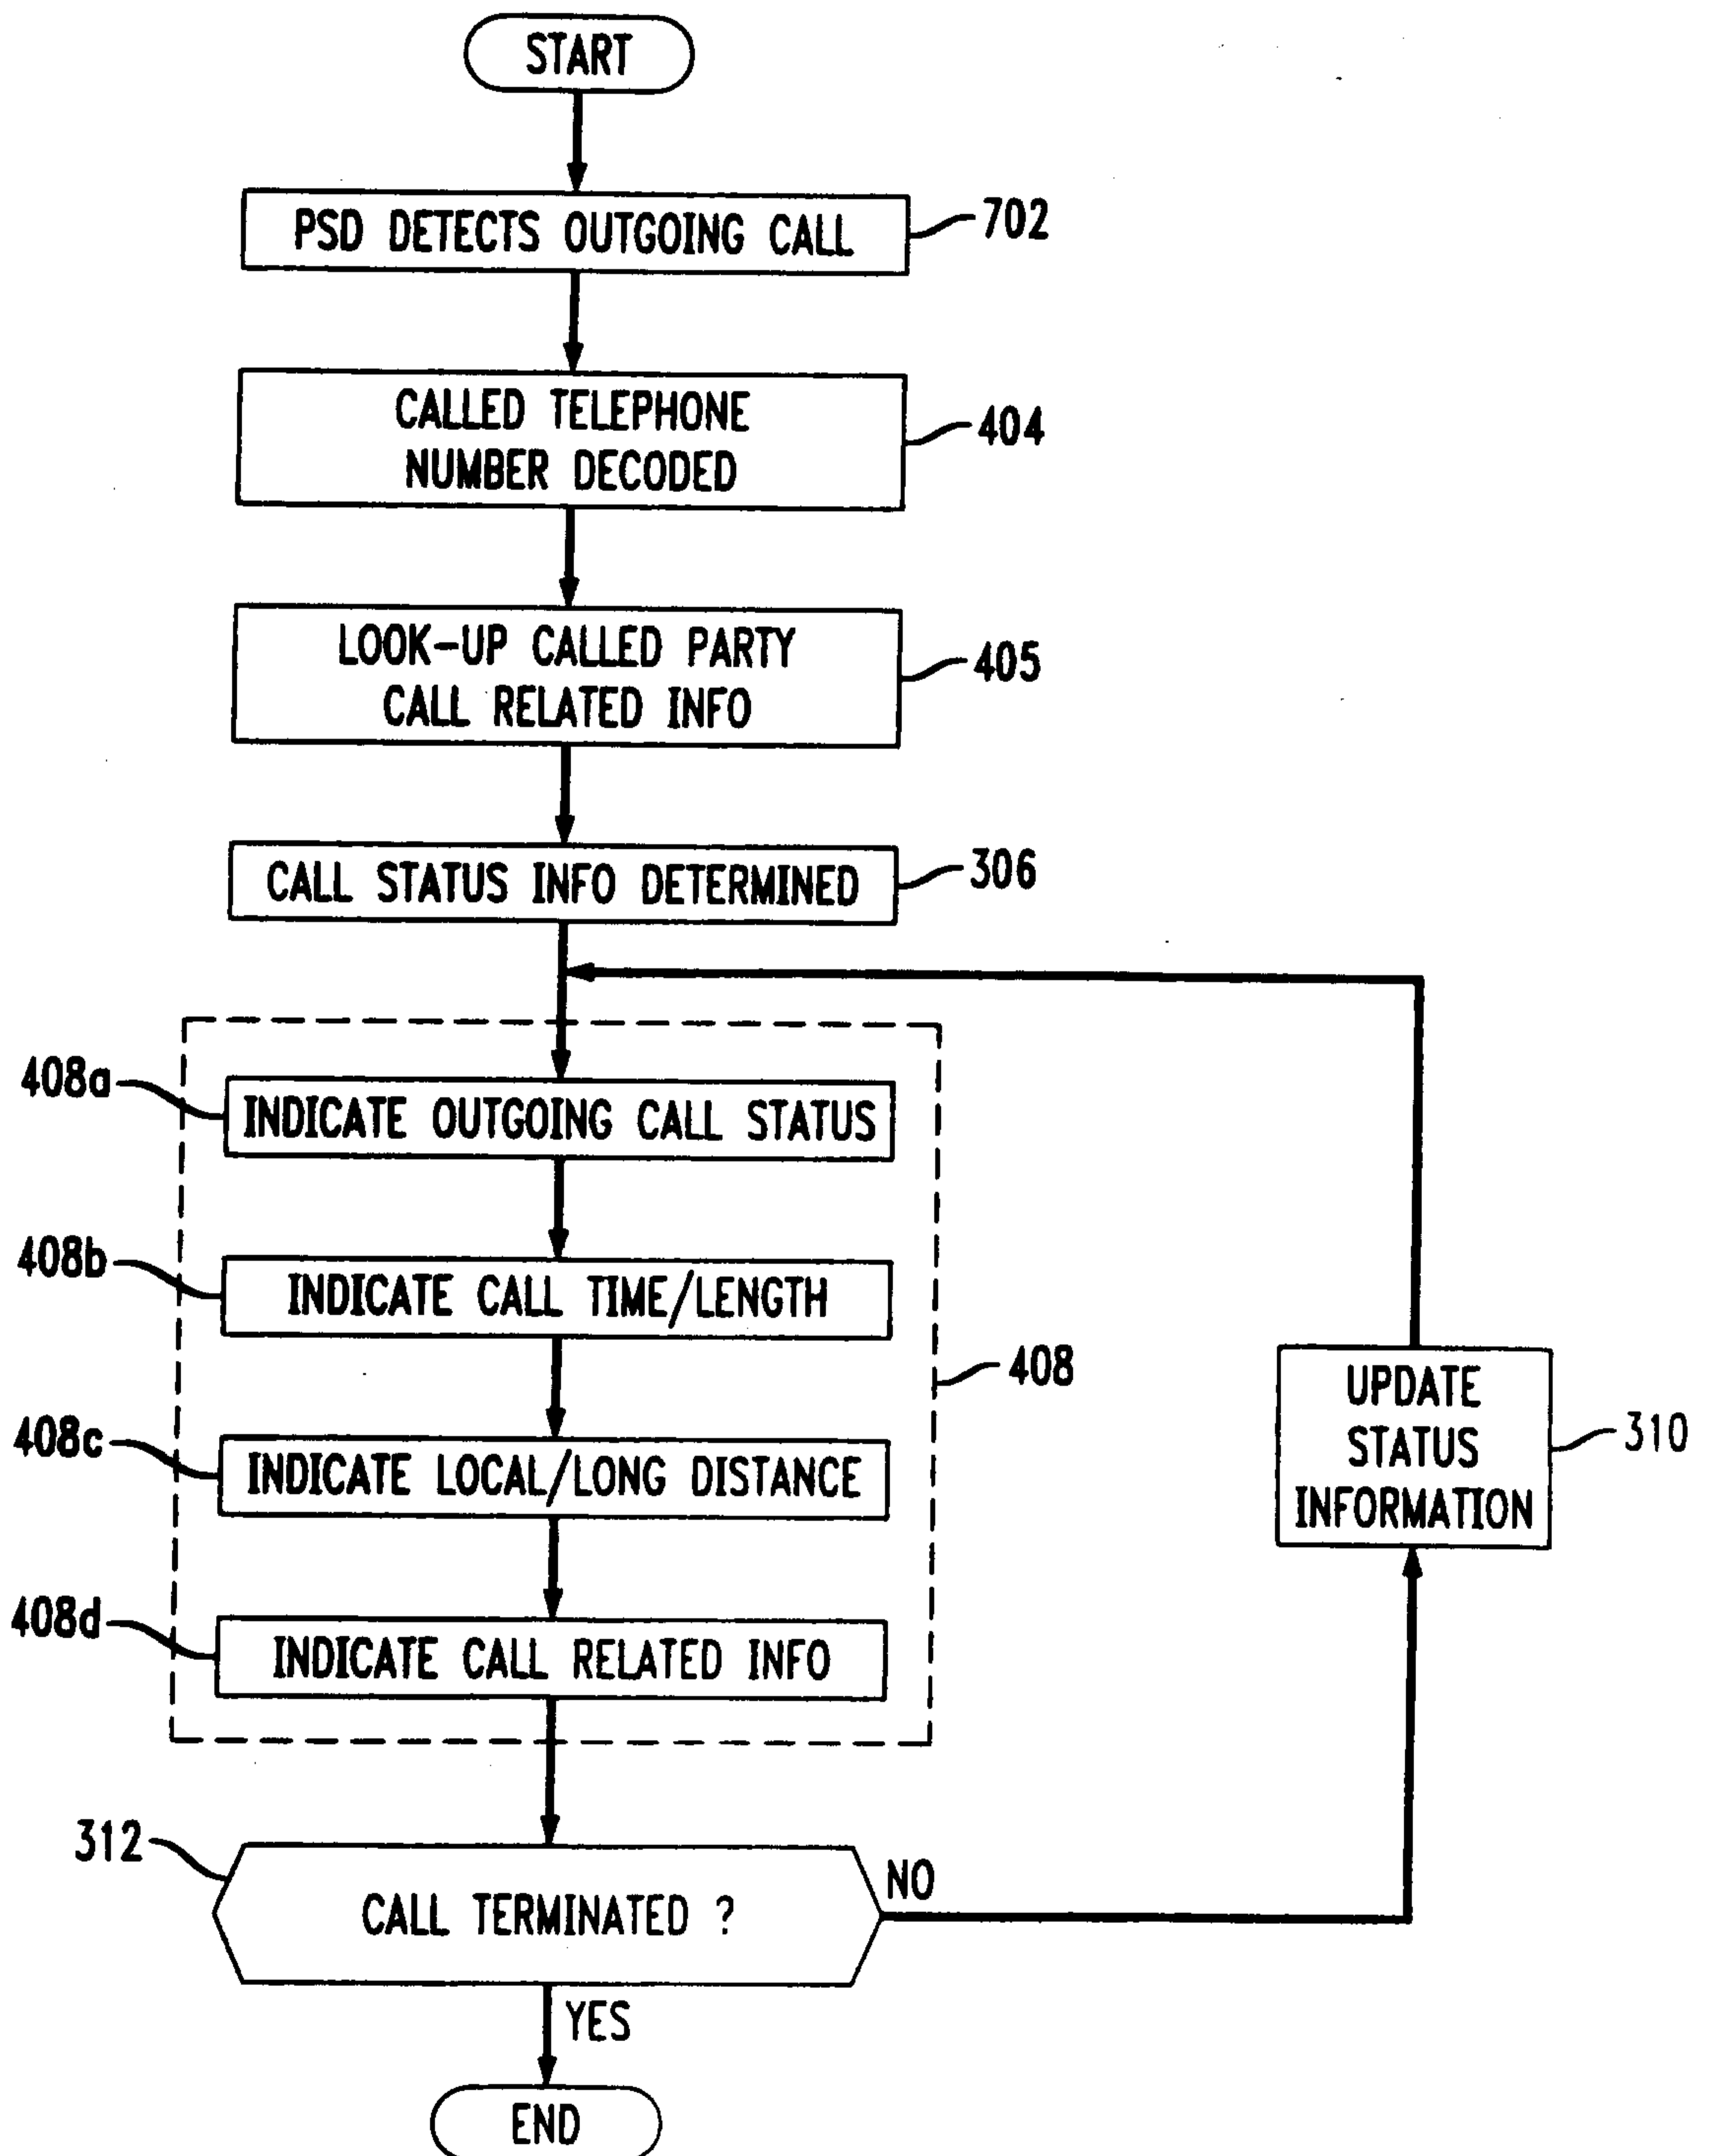 START
PSD DETECTS OUTGOING CALL
702
CALLED TELEPHONE
NUMBER DECODED
404
LOOK-UP CALLED PARTY
CALL RELATED INFO
405
CALL STATUS INFO DETERMINED
306
408a
INDICATE OUTGOING CALL STATUS
408b
INDICATE CALL TIME/LENGTH
408
408c
INDICATE LOCAL/LONG DISTANCE
UPDATE
STATUS
INFORMATION
310
408d
INDICATE CALL RELATED INFO
312
CALL TERMINATED ?
NO
YES
END